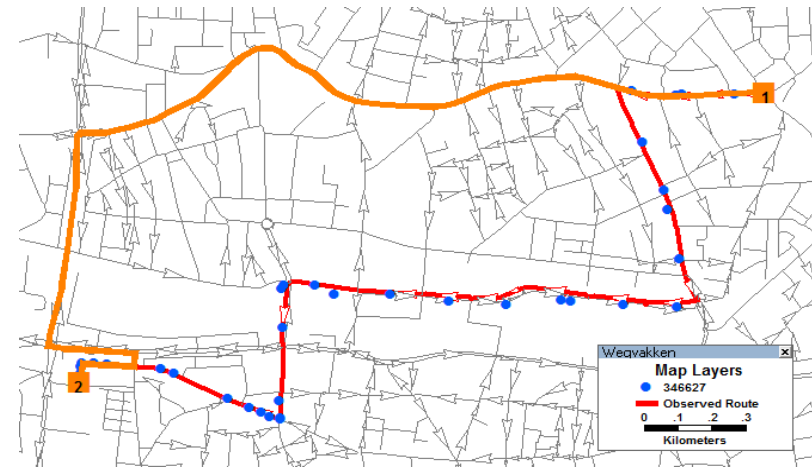 1
2
Wegvakken
Map Layers
346627
Observed Route
0 .1 .2 .3
Kilometers